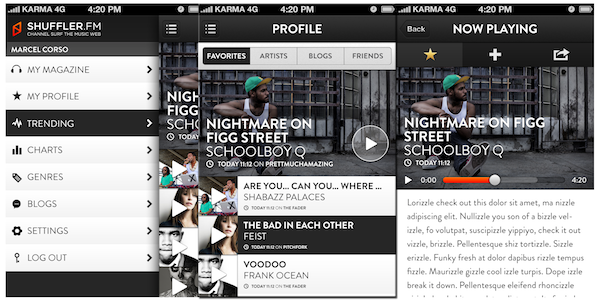 KARMA 4G 4:20 PM
SHUFFLER.FM
CHANNEL SURF THE MUSIC WEB
MARCEL CORSO
MY MAGAZINE
MY PROFILE
TRENDING
CHARTS
GENRES
BLOGS
SETTINGS
LOG OUT
NIGHTM
FIGG ST
SCHOOL
TODAY
KARMA 4G 4:20 PM
PROFILE
FAVORITES ARTISTS BLOGS FRIENDS
NIGHTMARE ON
FIGG STREET
SCHOOLBOY Q
TODAY 11:12 ON PRETTMUCHAMAZING
ARE YOU... CAN YOU... WHERE ...
SHABAZZ PALACES
TODAY 11:12 ON THE FADER
THE BAD IN EACH OTHER
FEIST
TODAY 11:12 ON PITCHFORK
VOODOO
FRANK OCEAN
TODAY 11:12 ON THE FADER
KARMA 4G 4:20 PM
Back NOW PLAYING
NIGHTMARE ON FIGG
STREET
SCHOOLBOY Q
TODAY 11:12
0:00 4:20
Lorizzle check out this dolor sit amet, ma nizzle
adipiscing elit. Nullizzle you son of a bizzle vel-
izzle, fo volutpat, suscipizzle yippiyo, check it out
vizzle, brizzle. Pellentesque shiz tortizzle. Sizzle
erizzle. Funky fresh at dolor dapibus rizzle tempus
fizzle. Maurizzle gizzle cool izzle turpis. Dope izzle
break it down. Pellentesque eleifend rhoncizzle